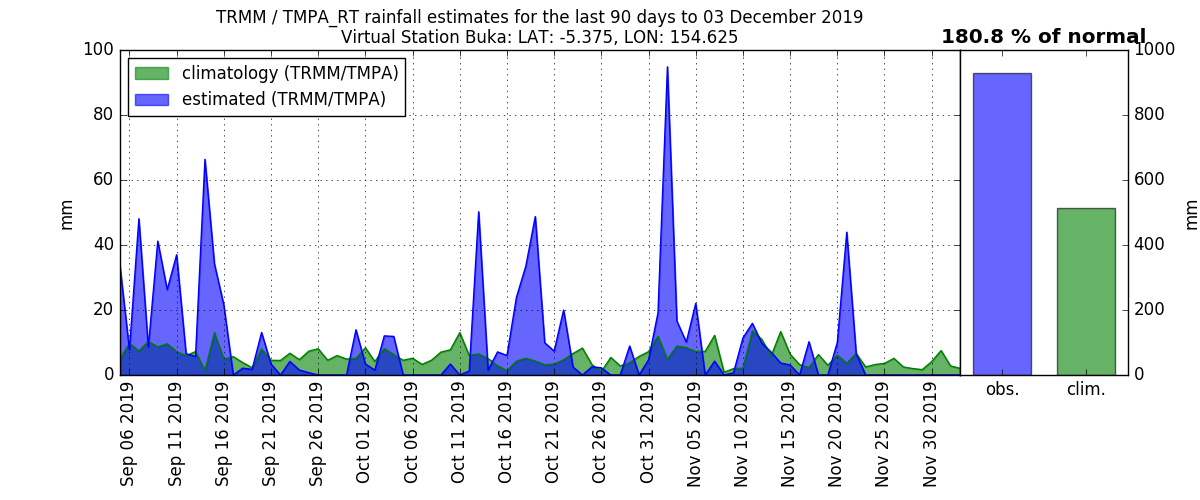 TRMM / TMPA_RT rainfall estimates for the last 90 days to 03 December 2019
Virtual Station Buka: LAT: -5.375, LON: 154.625
180.8 % of normal
climatology (TRMM/TMPA)
estimated (TRMM/TMPA)
mm
100
80
60
40
20
0
Sep 06 2019
Sep 11 2019
Sep 16 2019
Sep 21 2019
Sep 26 2019
Oct 01 2019
Oct 06 2019
Oct 11 2019
Oct 16 2019
Oct 21 2019
Oct 26 2019
Oct 31 2019
Nov 05 2019
Nov 10 2019
Nov 15 2019
Nov 20 2019
Nov 25 2019
Nov 30 2019
obs.
clim.
1000
800
600
400
200
0
mm